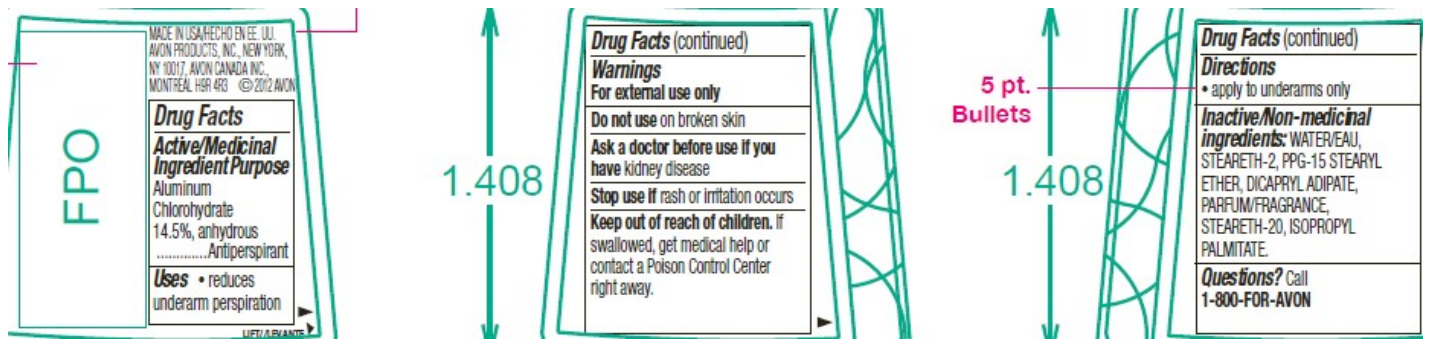 MADE IN USA/HECHO EN EE. UU.
AVON PRODUCTS, INC., NEW YORK,
NY 10017, AVON CANADA INC.,
MONTREAL H9R 4R3 ©2012 AVON
FPO
Drug Facts
Active/Medicinal
Ingredient Purpose
Aluminum
Chlorohydrate
14.5%, anhydrous
.............Antiperspirant
Uses • reduces
underarm perspiration
LIFT/LEVANTE
1.408
Drug Facts (continued)
Warnings
For external use only
Do not use on broken skin
Ask a doctor before use if you
have kidney disease
Stop use if rash or irritation occurs
Keep out of reach of children. If
swallowed, get medical help or
contact a Poison Control Center
right away.
5 pt.
Bullets
1.408
Drug Facts (continued)
Directions
• apply to underarms only
Inactive/Non-medicinal
ingredients: WATER/EAU,
STEARETH-2, PPG-15 STEARYL
ETHER, DICAPRYL ADIPATE,
PARFUM/FRAGRANCE,
STEARETH-20, ISOPROPYL
PALMITATE.
Questions? Call
1-800-FOR-AVON